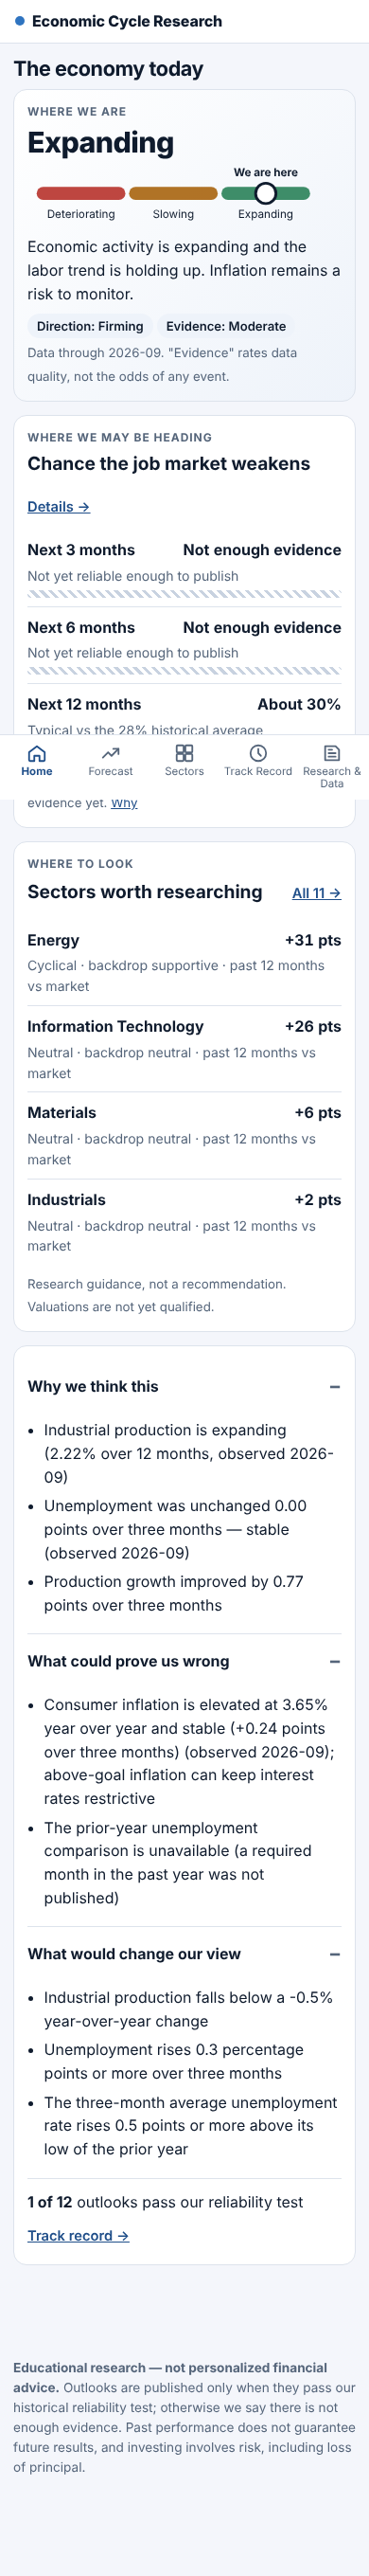 Economic Cycle Research
The economy today
WHERE WE ARE
Expanding
We are here
Deteriorating Slowing Expanding
Economic activity is expanding and the
labor trend is holding up. Inflation remains a
risk to monitor.
Direction: Firming Evidence: Moderate
Data through 2026-09. "Evidence" rates data
quality, not the odds of any event.
WHERE WE MAY BE HEADING
Chance the job market weakens
Details →
Next 3 months Not enough evidence
Not yet reliable enough to publish
Next 6 months Not enough evidence
Not yet reliable enough to publish
Next 12 months About 30%
Typical vs the 28% historical average
Home Forecast Sectors Track Record Research &
Data
evidence yet. Why
WHERE TO LOOK
Sectors worth researching All 11 →
Energy +31 pts
Cyclical · backdrop supportive · past 12 months
vs market
Information Technology +26 pts
Neutral · backdrop neutral · past 12 months vs
market
Materials +6 pts
Neutral · backdrop neutral · past 12 months vs
market
Industrials +2 pts
Neutral · backdrop neutral · past 12 months vs
market
Research guidance, not a recommendation.
Valuations are not yet qualified.
Why we think this –
• Industrial production is expanding
(2.22% over 12 months, observed 2026-
09)
• Unemployment was unchanged 0.00
points over three months — stable
(observed 2026-09)
• Production growth improved by 0.77
points over three months
What could prove us wrong –
• Consumer inflation is elevated at 3.65%
year over year and stable (+0.24 points
over three months) (observed 2026-09);
above-goal inflation can keep interest
rates restrictive
• The prior-year unemployment
comparison is unavailable (a required
month in the past year was not
published)
What would change our view –
• Industrial production falls below a -0.5%
year-over-year change
• Unemployment rises 0.3 percentage
points or more over three months
• The three-month average unemployment
rate rises 0.5 points or more above its
low of the prior year
1 of 12 outlooks pass our reliability test
Track record →
Educational research — not personalized financial
advice. Outlooks are published only when they pass our
historical reliability test; otherwise we say there is not
enough evidence. Past performance does not guarantee
future results, and investing involves risk, including loss
of principal.